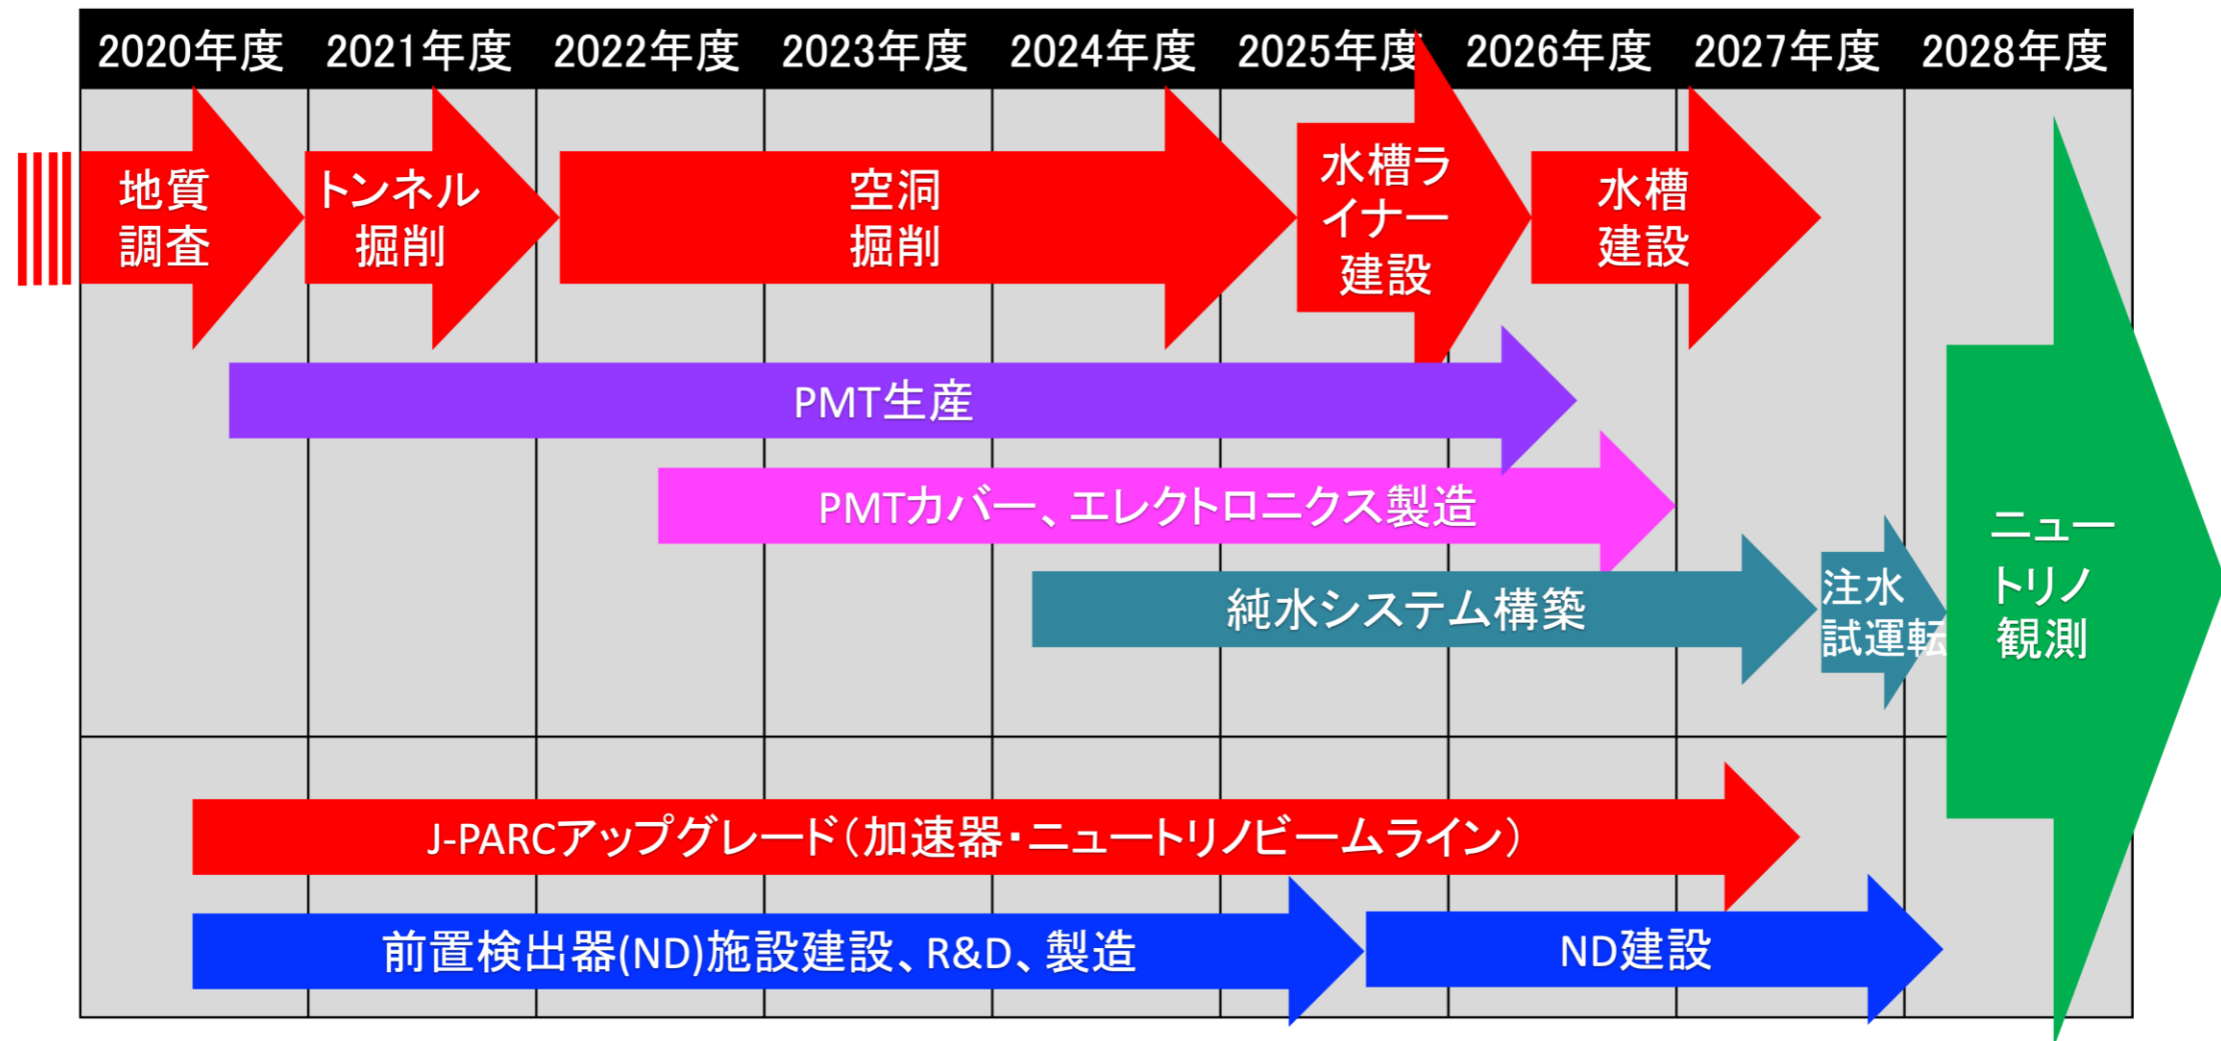 2020年度 2021年度 2022年度 2023年度 2024年度 2025年度 2026年度 2027年度 2028年度
地質
調査
トンネル
掘削
空洞
掘削
水槽ラ
イナー
建設
水槽
建設
PMT生産
PMTカバー、エレクトロニクス製造
純水システム構築
注水
試運転
ニュー
トリノ
観測
J-PARCアップグレード（加速器・ニュートリノビームライン）
前置検出器(ND)施設建設、R&D、製造
ND建設